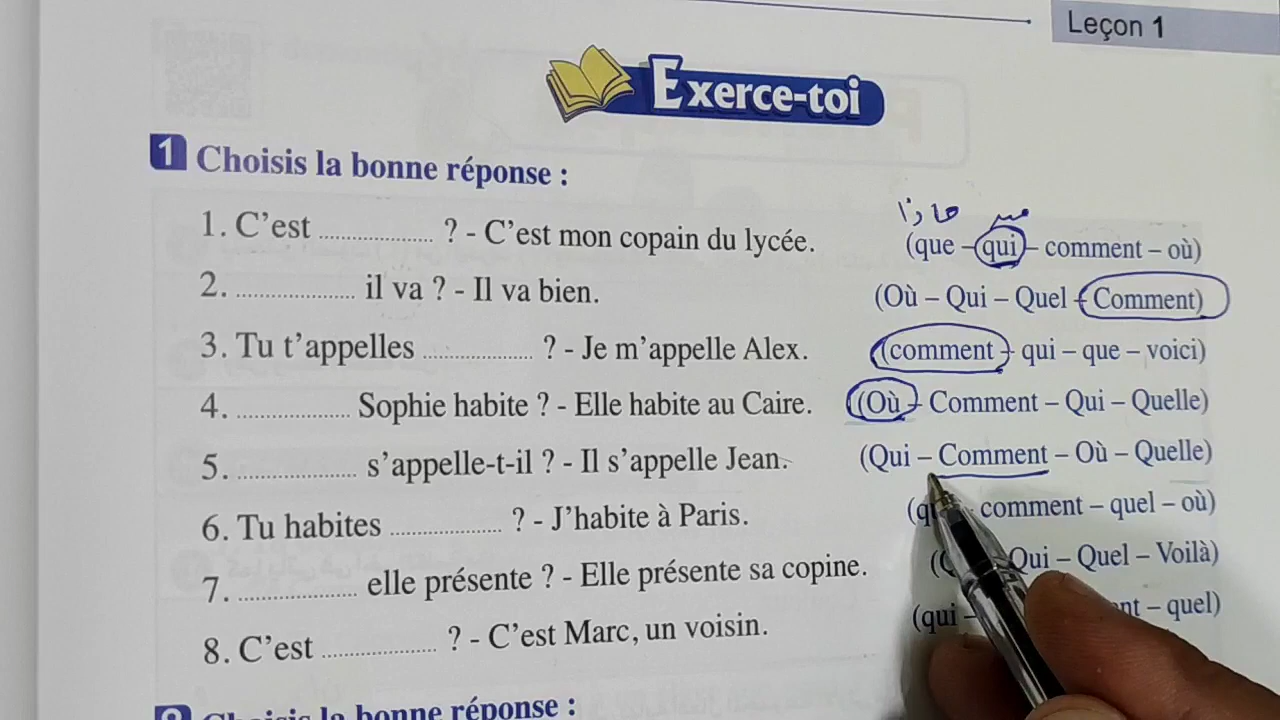 Leçon 1
Exerce-toi
1 Choisis la bonne réponse :
ماذا من
1. C'est .................... ? - C'est mon copain du lycée. (que – qui – comment – où)
2. .................... il va ? - Il va bien. (Où – Qui – Quel – Comment)
3. Tu t'appelles .................... ? - Je m'appelle Alex. (comment – qui – que – voici)
4. .................... Sophie habite ? - Elle habite au Caire. (Où – Comment – Qui – Quelle)
5. .................... s'appelle-t-il ? - Il s'appelle Jean. (Qui – Comment – Où – Quelle)
6. Tu habites .................... ? - J'habite à Paris. comment – quel – où)
7. .................... elle présente ? - Elle présente sa copine. Qui – Quel – Voilà)
8. C'est .................... ? - C'est Marc, un voisin. (qui – – quel)
Choisis la bonne réponse :